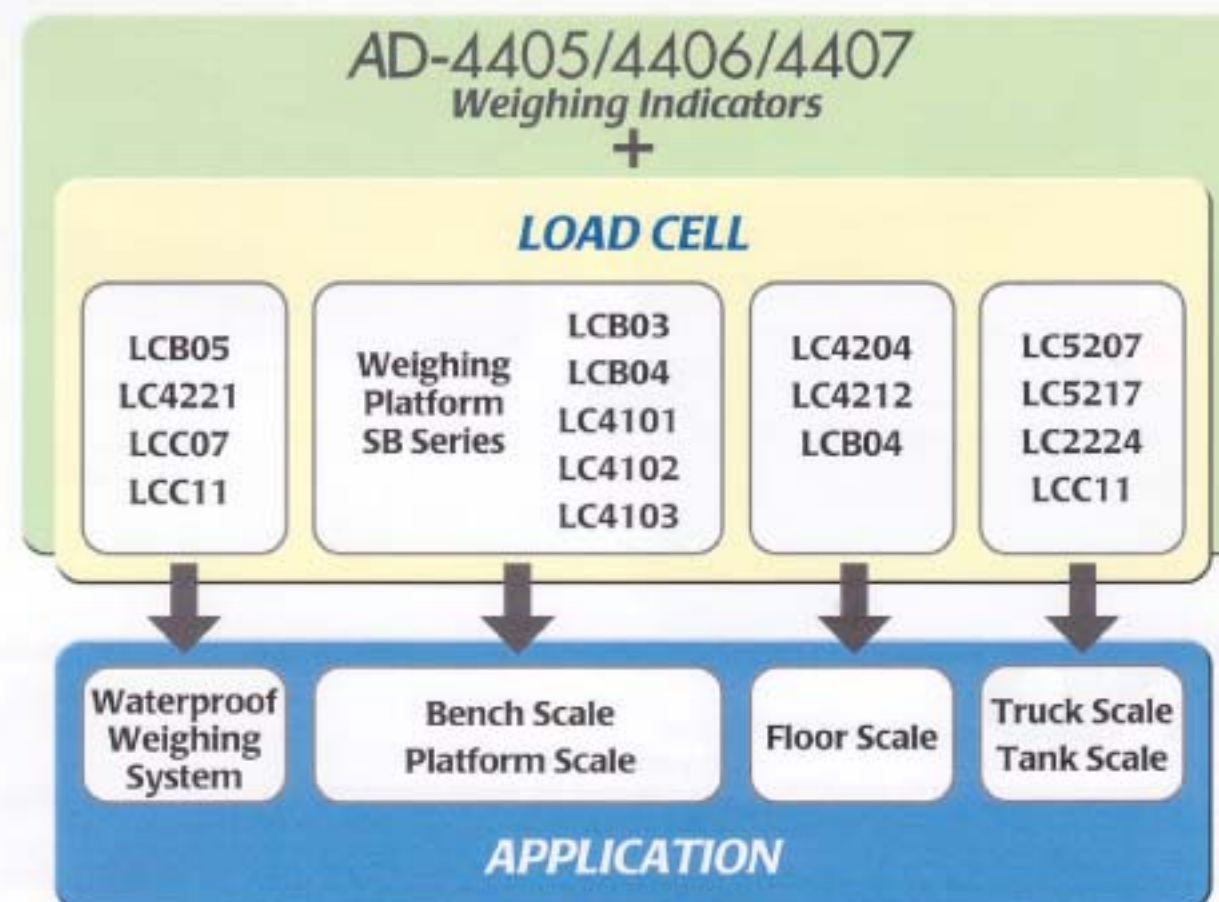 AD-4405/4406/4407
Weighing Indicators
+
LOAD CELL
LCB05
LC4221
LCC07
LCC11
Weighing
Platform
SB Series
LCB03
LCB04
LC4101
LC4102
LC4103
LC4204
LC4212
LCB04
LC5207
LC5217
LC2224
LCC11
Waterproof
Weighing
System
Bench Scale
Platform Scale
Floor Scale
Truck Scale
Tank Scale
APPLICATION